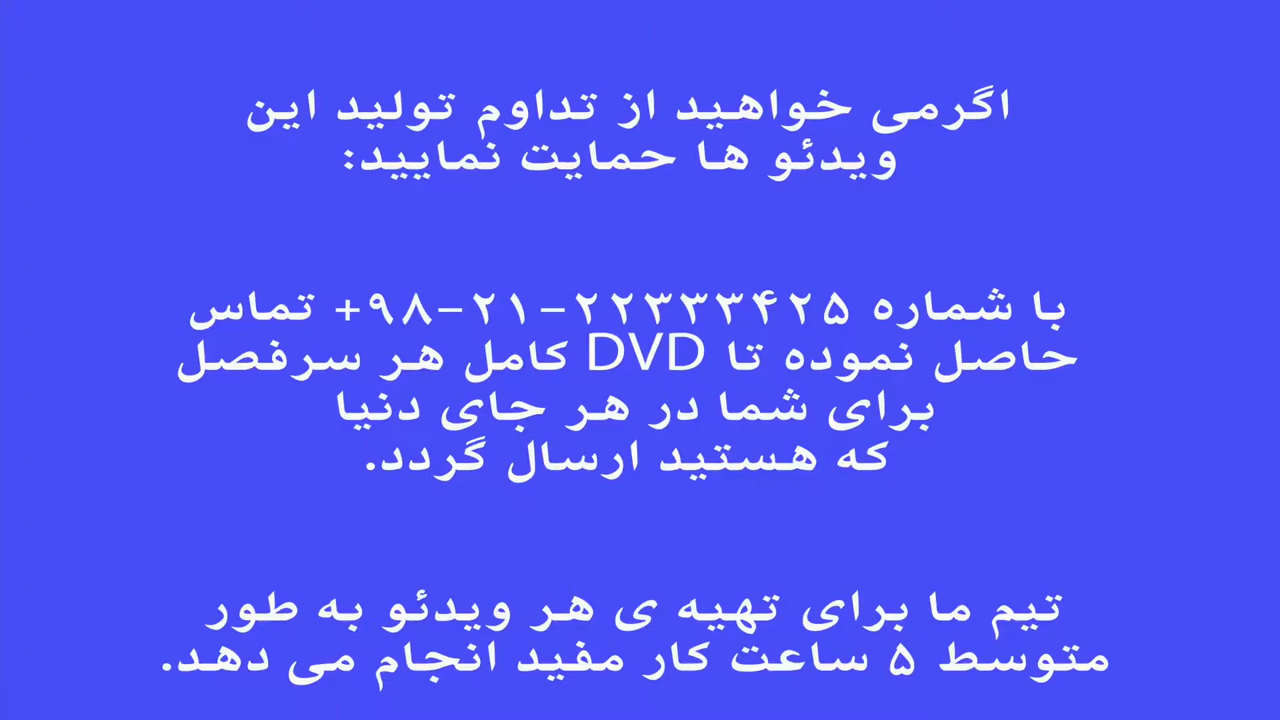 اگرمی خواهید از تداوم تولید این
ویدئو ها حمایت نمایید:
با شماره ۲۲۳۳۳۴۲۵-۲۱-۹۸+ تماس
حاصل نموده تا DVD کامل هر سرفصل
برای شما در هر جای دنیا
که هستید ارسال گردد.
تیم ما برای تهیه ی هر ویدئو به طور
متوسط ۵ ساعت کار مفید انجام می دهد.